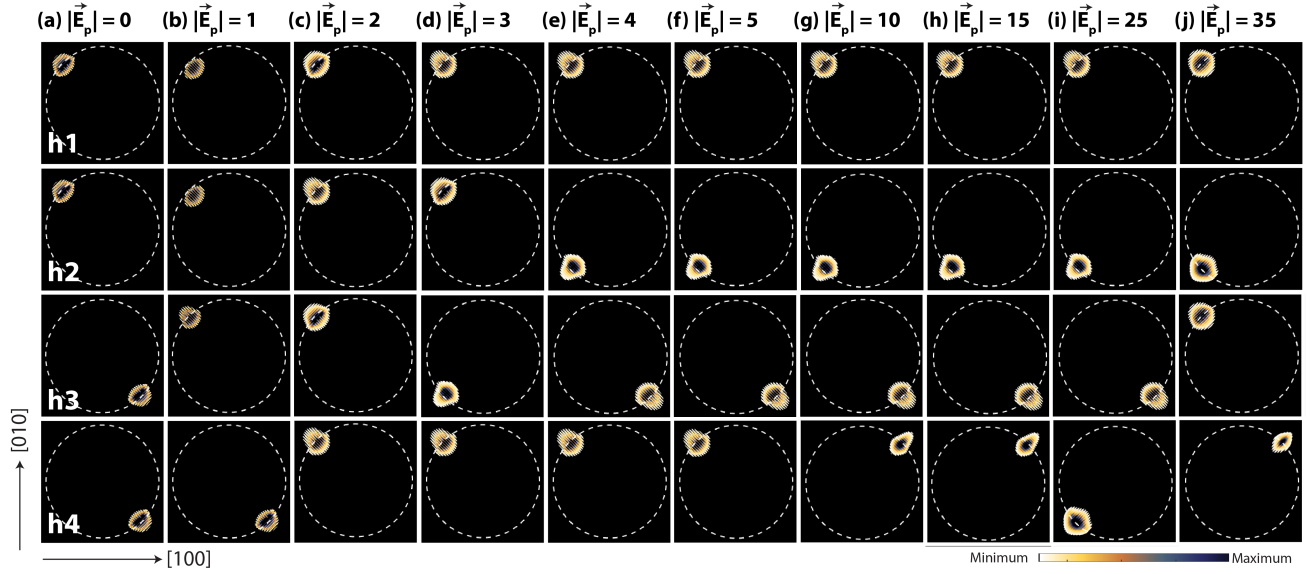 (a) |E⃗p| = 0 (b) |E⃗p| = 1 (c) |E⃗p| = 2 (d) |E⃗p| = 3 (e) |E⃗p| = 4 (f) |E⃗p| = 5 (g) |E⃗p| = 10 (h) |E⃗p| = 15 (i) |E⃗p| = 25 (j) |E⃗p| = 35
h1
h2
h3
h4
[010]
[100]
Minimum Maximum